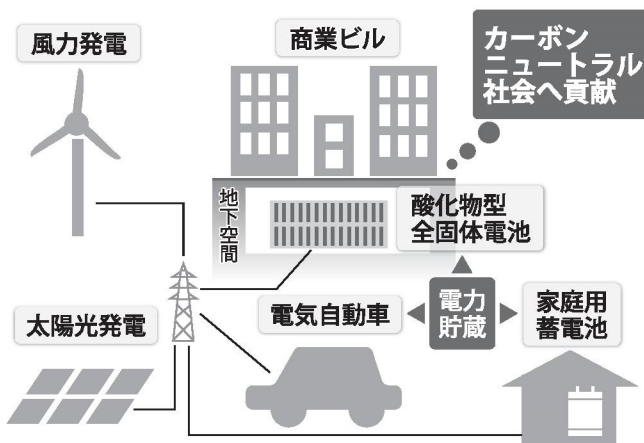 風力発電
商業ビル
カーボン
ニュートラル
社会へ貢献
地下空間
酸化物型
全固体電池
太陽光発電
電気自動車
電力
貯蔵
家庭用
蓄電池